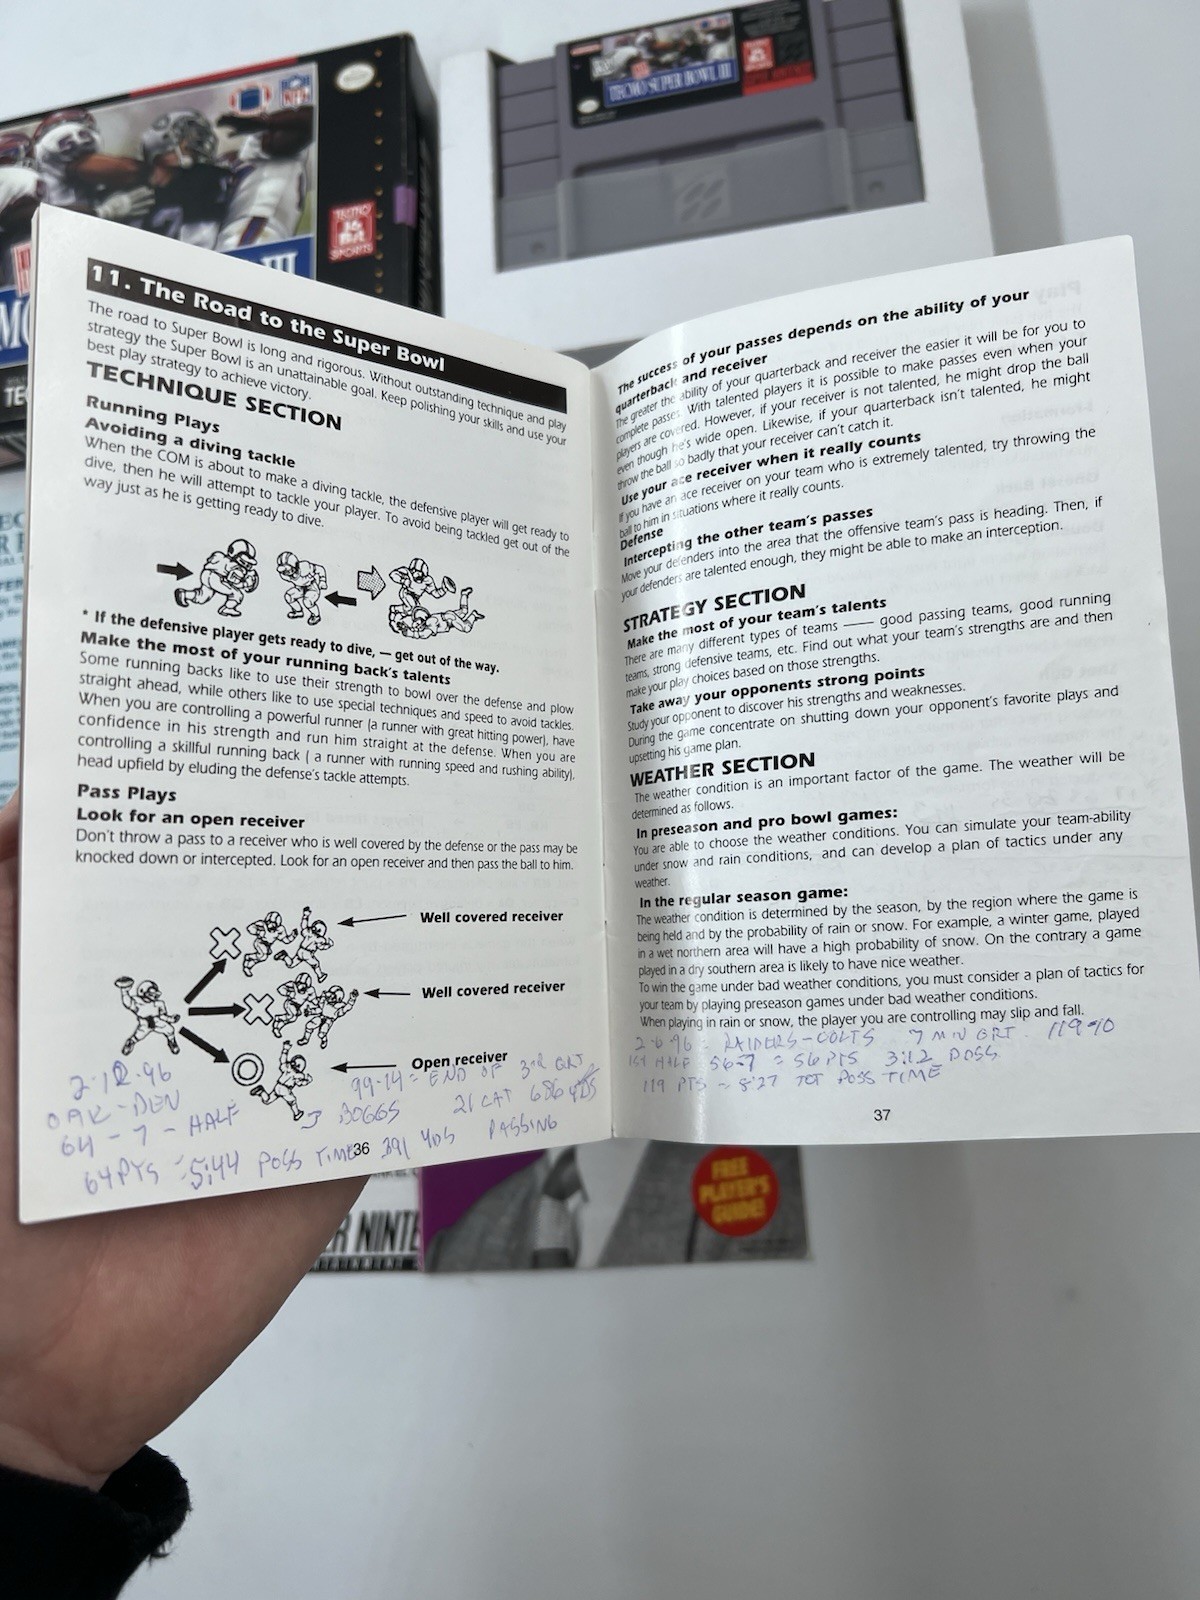 NFL
TECMO
16 Bit
SPORTS
III
TECMO SUPER BOWL III
11. The Road to the Super Bowl
The road to Super Bowl is long and rigorous. Without outstanding technique and play
strategy the Super Bowl is an unattainable goal. Keep polishing your skills and use your
best play strategy to achieve victory.
TECHNIQUE SECTION
Running Plays
Avoiding a diving tackle
When the COM is about to make a diving tackle, the defensive player will get ready to
dive, then he will attempt to tackle your player. To avoid being tackled get out of the
way just as he is getting ready to dive.
* If the defensive player gets ready to dive, — get out of the way.
Make the most of your running back's talents
Some running backs like to use their strength to bowl over the defense and plow
straight ahead, while others like to use special techniques and speed to avoid tackles.
When you are controlling a powerful runner (a runner with great hitting power), have
confidence in his strength and run him straight at the defense. When you are
controlling a skillful running back ( a runner with running speed and rushing ability),
head upfield by eluding the defense's tackle attempts.
Pass Plays
Look for an open receiver
Don't throw a pass to a receiver who is well covered by the defense or the pass may be
knocked down or intercepted. Look for an open receiver and then pass the ball to him.
Well covered receiver
Well covered receiver
Open receiver
2-12-96
OAK-DEN
64-7-HALF
64 PTS = 5:44 POSS TIME 391 YDS PASSING
99-14 = END OF 3RD QRT
J BOGGS 21 CAT 686 YDS
36
The success of your passes depends on the ability of your
quarterback and receiver
The greater the ability of your quarterback and receiver the easier it will be for you to
complete passes. With talented players it is possible to make passes even when your
players are covered. However, if your receiver is not talented, he might drop the ball
even though he's wide open. Likewise, if your quarterback isn't talented, he might
throw the ball so badly that your receiver can't catch it.
Use your ace receiver when it really counts
If you have an ace receiver on your team who is extremely talented, try throwing the
ball to him in situations where it really counts.
Defense
Intercepting the other team's passes
Move your defenders into the area that the offensive team's pass is heading. Then, if
your defenders are talented enough, they might be able to make an interception.
STRATEGY SECTION
Make the most of your team's talents
There are many different types of teams —— good passing teams, good running
teams, strong defensive teams, etc. Find out what your team's strengths are and then
make your play choices based on those strengths.
Take away your opponents strong points
Study your opponent to discover his strengths and weaknesses.
During the game concentrate on shutting down your opponent's favorite plays and
upsetting his game plan.
WEATHER SECTION
The weather condition is an important factor of the game. The weather will be
determined as follows.
In preseason and pro bowl games:
You are able to choose the weather conditions. You can simulate your team-ability
under snow and rain conditions, and can develop a plan of tactics under any
weather.
In the regular season game:
The weather condition is determined by the season, by the region where the game is
being held and by the probability of rain or snow. For example, a winter game, played
in a wet northern area will have a high probability of snow. On the contrary a game
played in a dry southern area is likely to have nice weather.
To win the game under bad weather conditions, you must consider a plan of tactics for
your team by playing preseason games under bad weather conditions.
When playing in rain or snow, the player you are controlling may slip and fall.
2-6-96 = RAIDERS-COLTS 7 MIN QRT. 119-10
1ST HALF 56-7 = 56 PTS 3:12 POSS
119 PTS = 8:27 TOT POSS TIME
37
FREE
PLAYER'S
GUIDE!